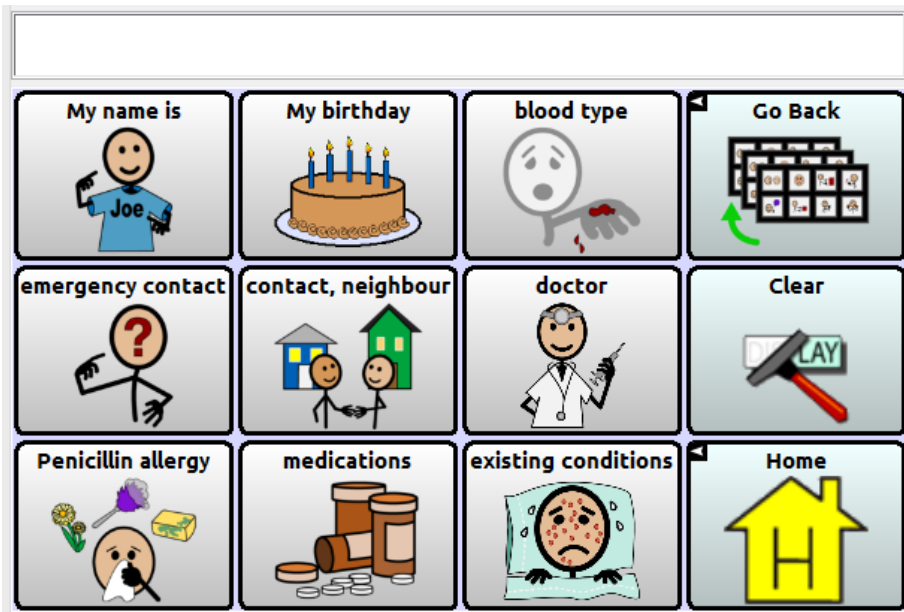 My name is
Joe
My birthday
blood type
Go Back
emergency contact
?
contact, neighbour
doctor
Clear
DISPLAY
Penicillin allergy
medications
existing conditions
Home
H